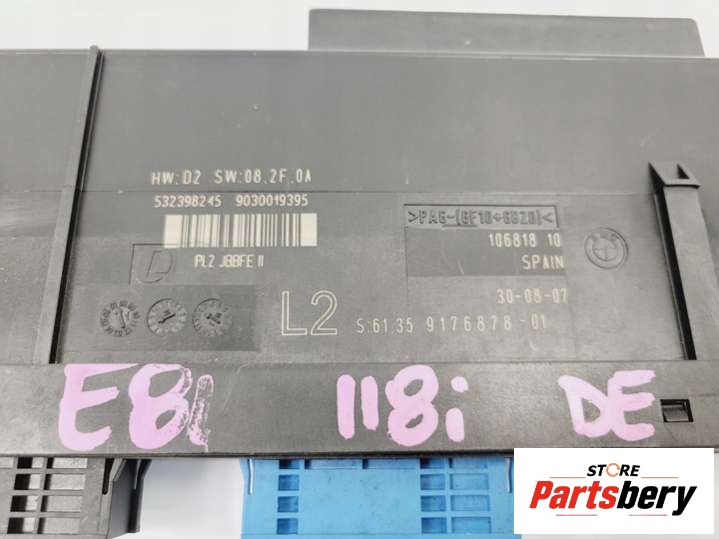 HW:D2 SW:08.2F.0A
532398245 9030019395
PL2 JBBFE II
>PA6-(GF10+GB20)<
106818 10
SPAIN
30-08-07
L2 S:61.35 9176878-01
E81 118i DE
STORE
Partsbery